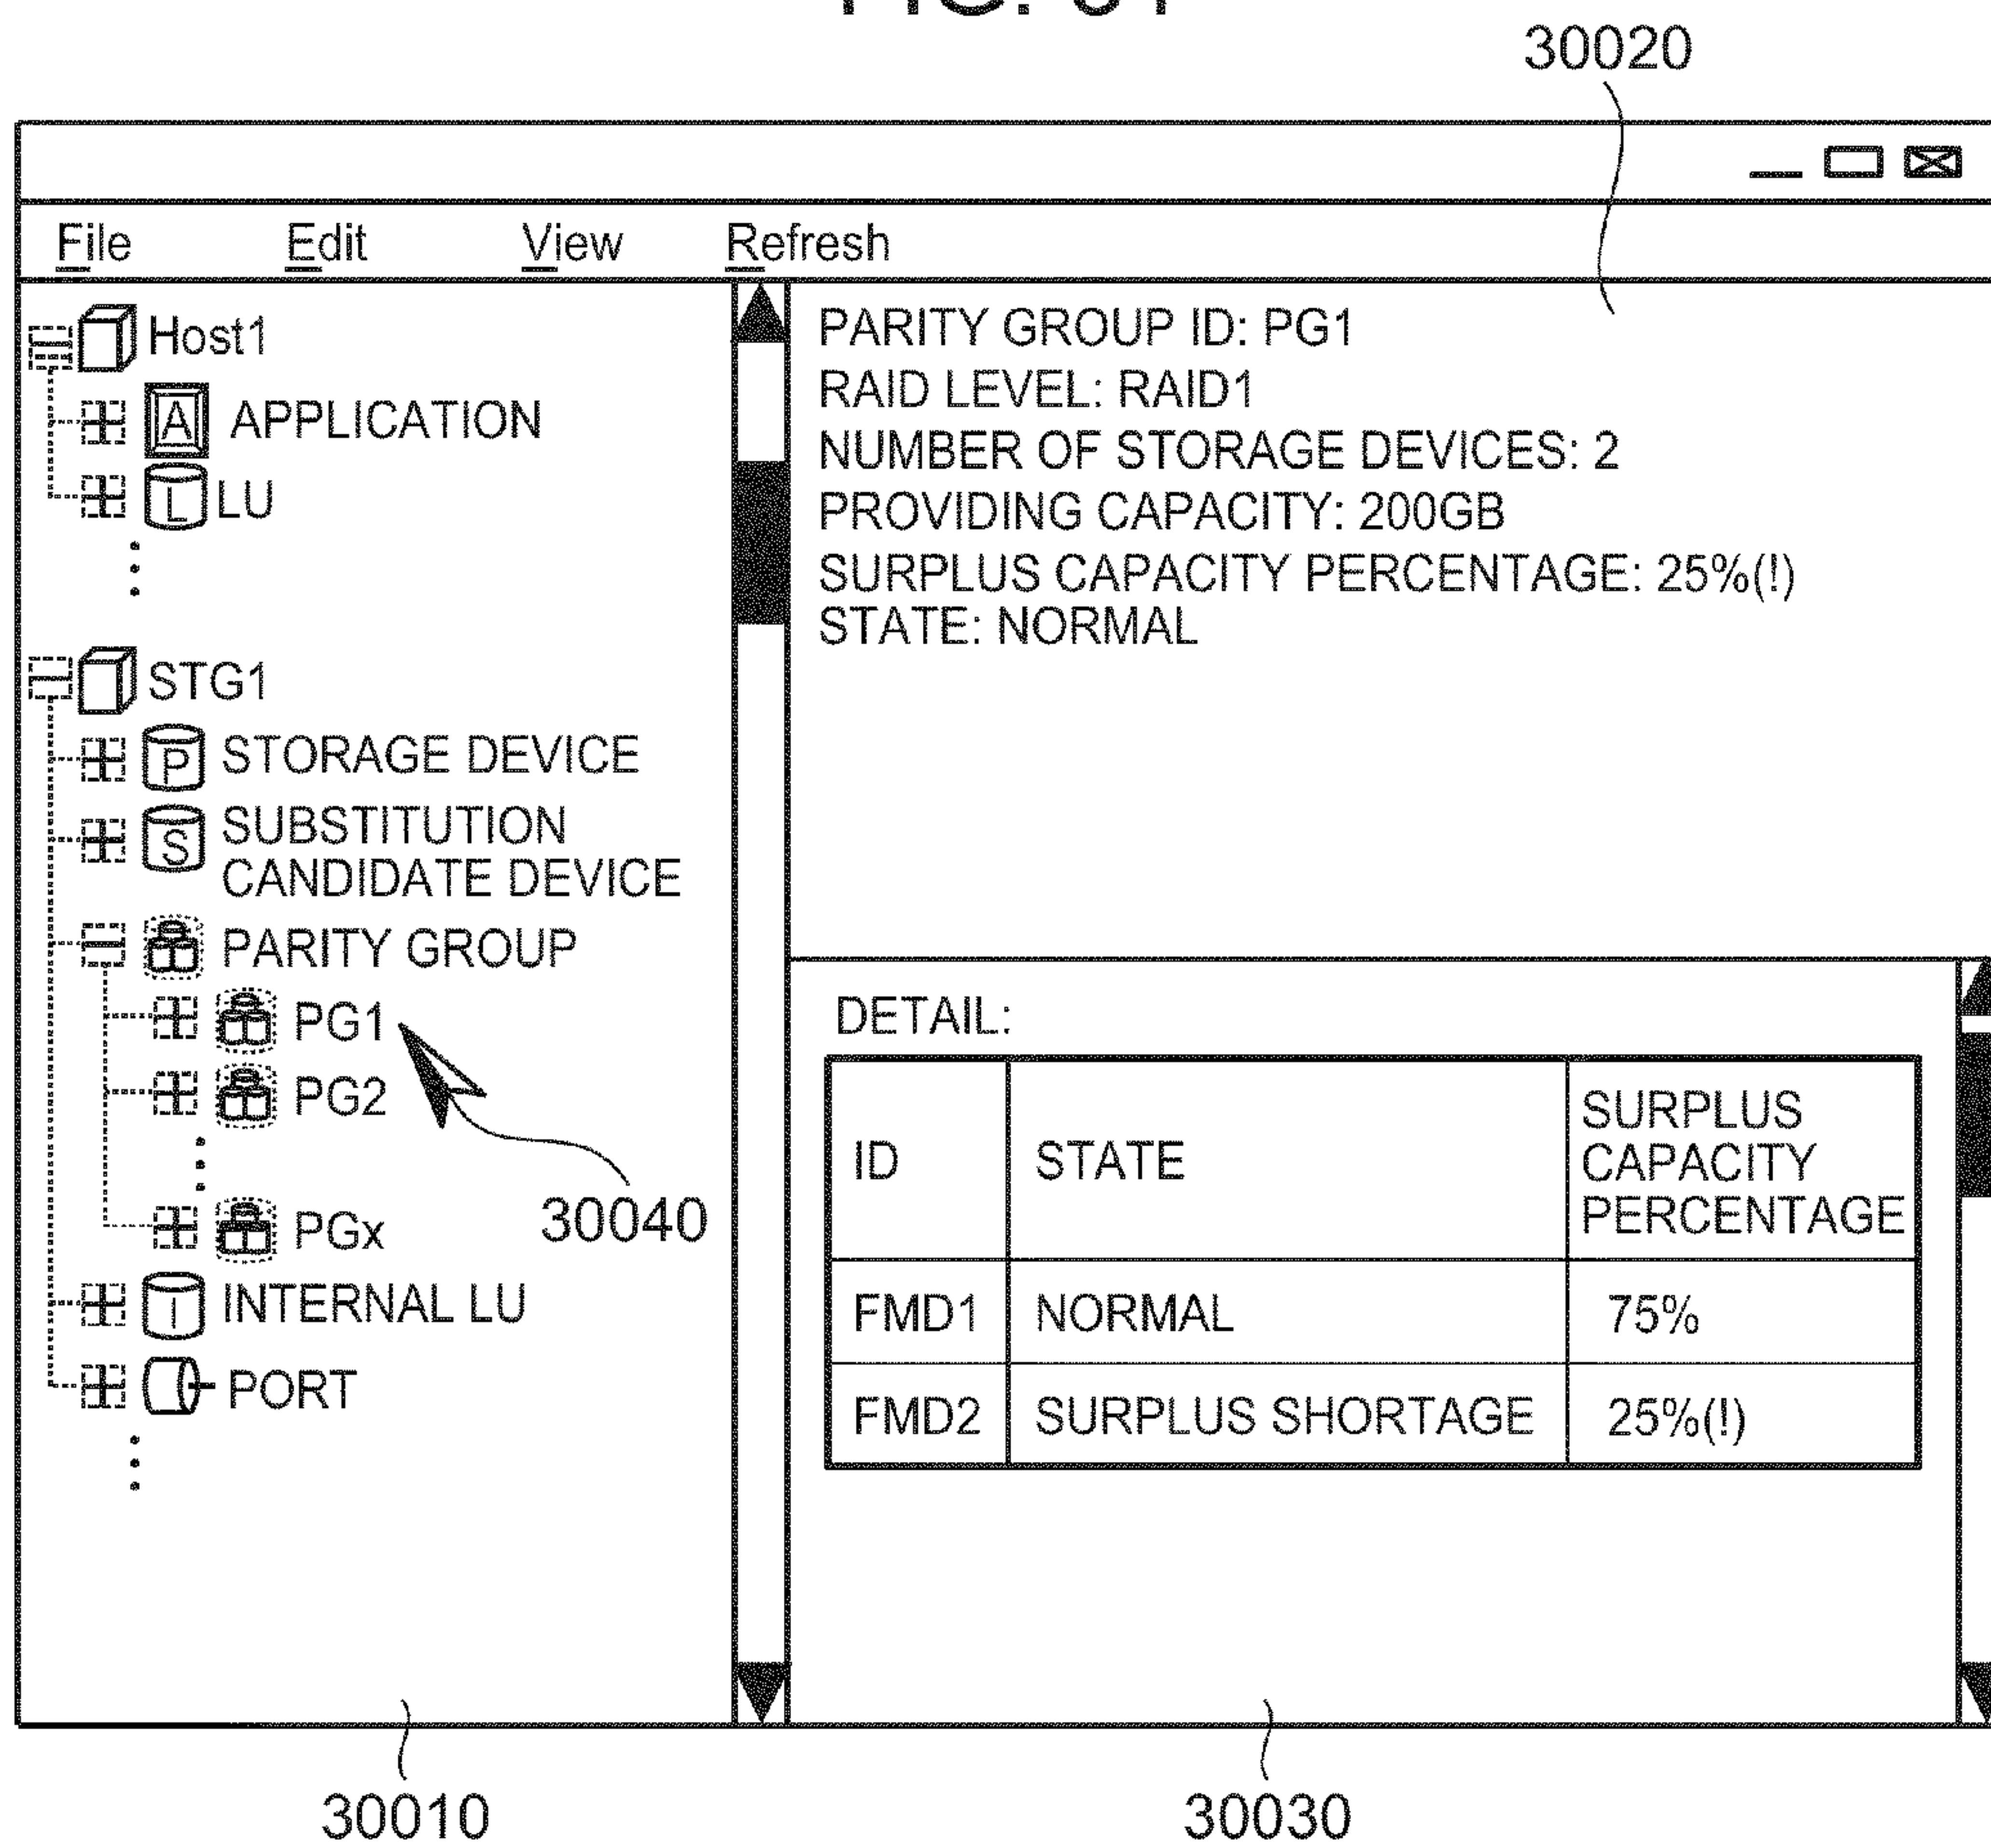 30020
File Edit View Refresh
Host1
A APPLICATION
L LU
STG1
P STORAGE DEVICE
S SUBSTITUTION
CANDIDATE DEVICE
PARITY GROUP
PG1
PG2
PGx
30040
I INTERNAL LU
PORT
PARITY GROUP ID: PG1
RAID LEVEL: RAID1
NUMBER OF STORAGE DEVICES: 2
PROVIDING CAPACITY: 200GB
SURPLUS CAPACITY PERCENTAGE: 25%(!)
STATE: NORMAL
DETAIL:
ID STATE SURPLUS
CAPACITY
PERCENTAGE
FMD1 NORMAL 75%
FMD2 SURPLUS SHORTAGE 25%(!)
30010 30030